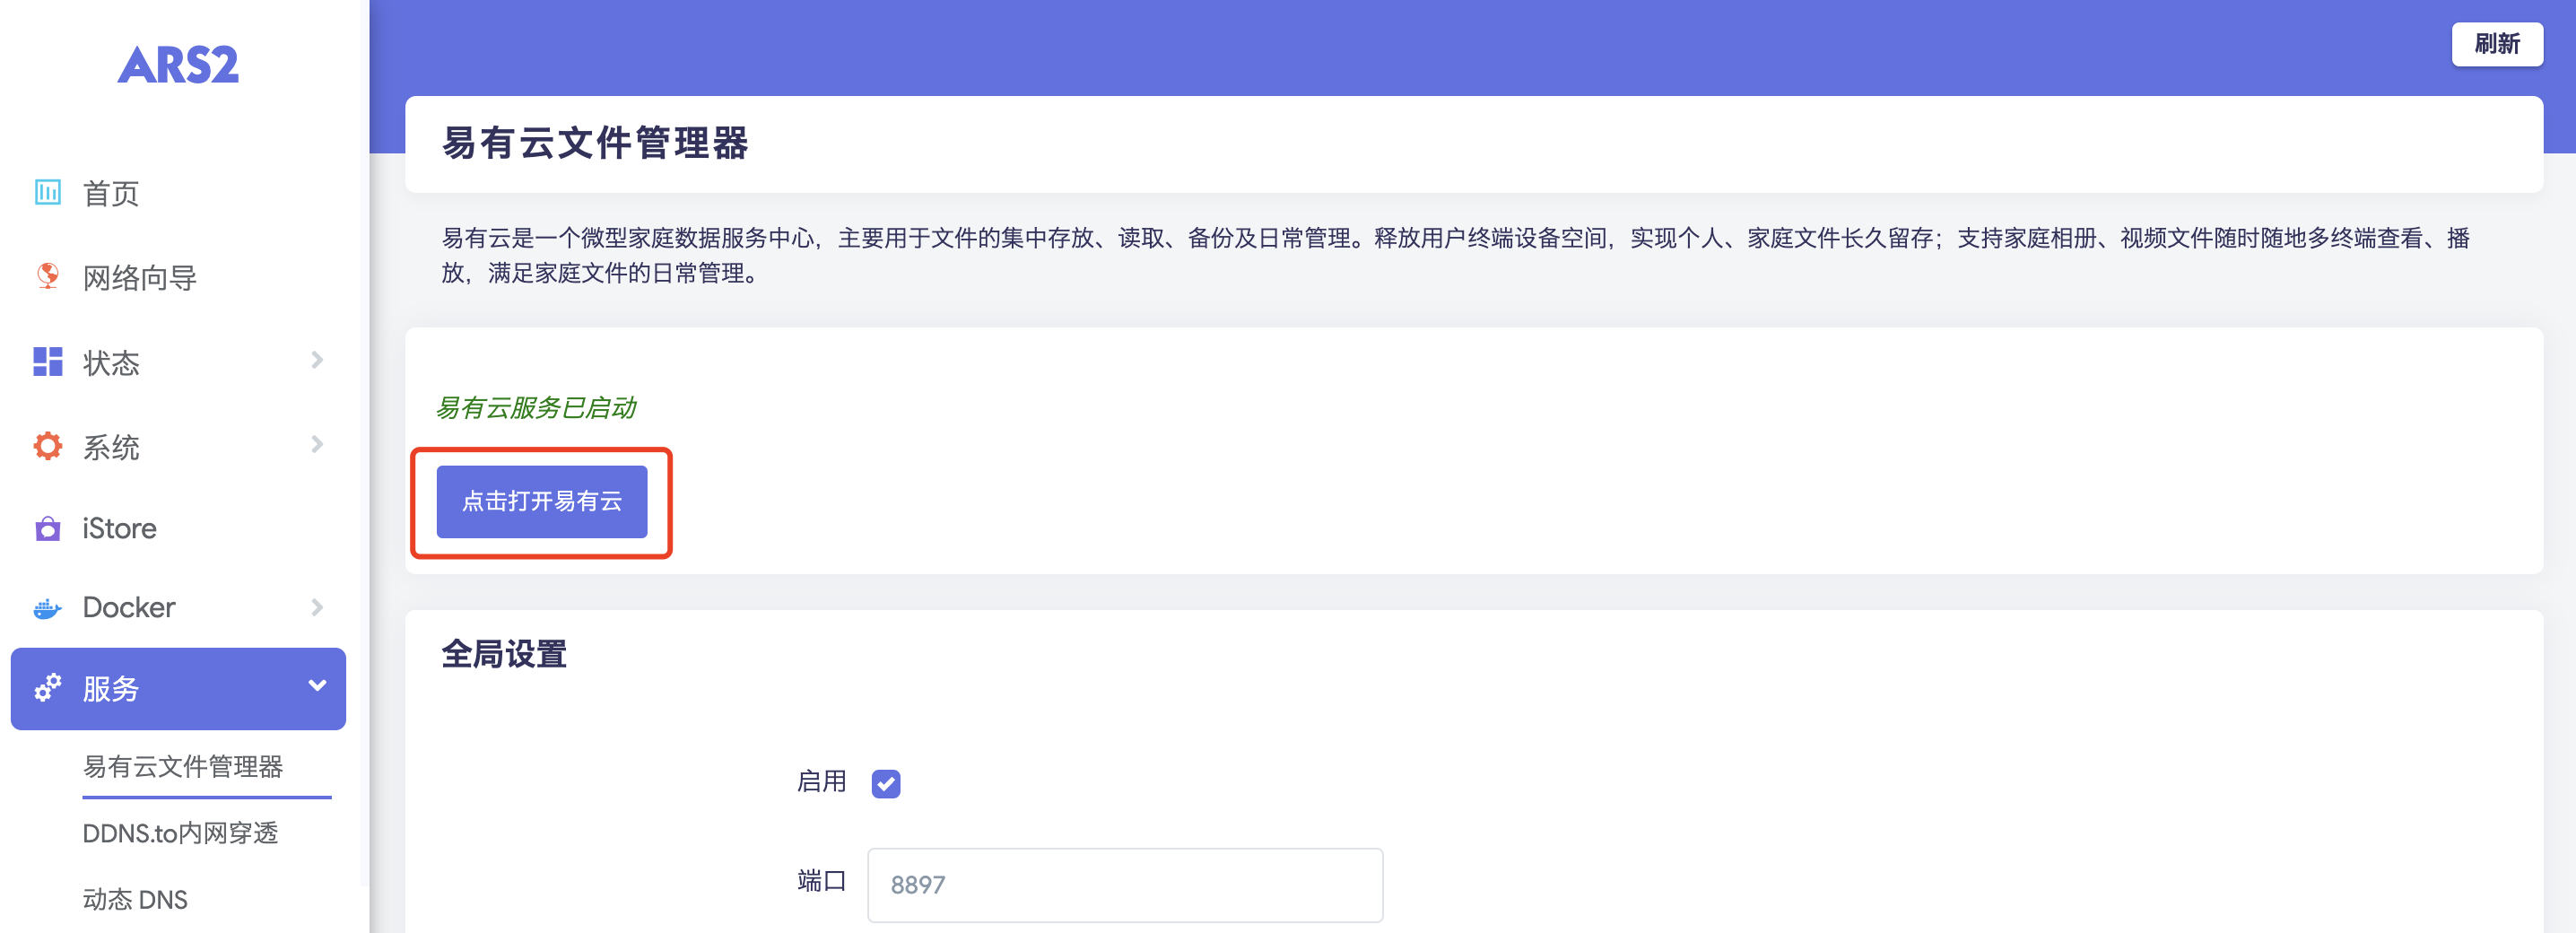 ARS2
首页
网络向导
状态
系统
iStore
Docker
服务
易有云文件管理器
DDNS.to内网穿透
动态 DNS
刷新
易有云文件管理器
易有云是一个微型家庭数据服务中心，主要用于文件的集中存放、读取、备份及日常管理。释放用户终端设备空间，实现个人、家庭文件长久留存；支持家庭相册、视频文件随时随地多终端查看、播
放，满足家庭文件的日常管理。
易有云服务已启动
点击打开易有云
全局设置
启用
端口
8897